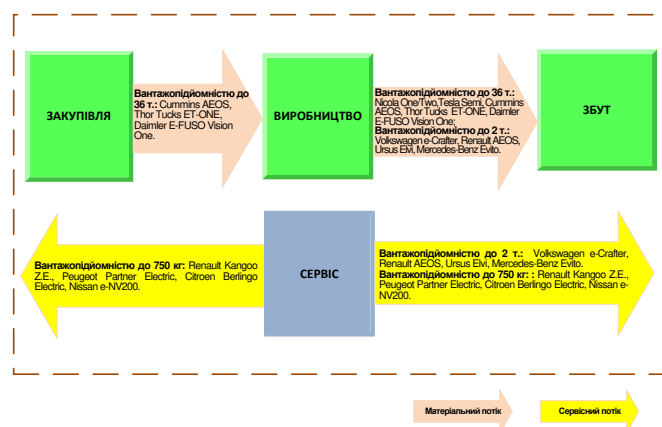 ЗАКУПІВЛЯ
Вантажопідйомністю до
36 т.: Cummins AEOS,
Thor Tucks ET-ONE,
Daimler E-FUSO Vision
One.
ВИРОБНИЦТВО
Вантажопідйомністю до 36 т.:
Nicola One/Two,Tesla Semi, Cummins
AEOS, Thor Tucks ET-ONE, Daimler
E-FUSO Vision One;
Вантажопідйомністю до 2 т.:
Volkswagen e-Crafter, Renault AEOS,
Ursus Elvi, Mercedes-Benz Evito.
ЗБУТ
Вантажопідйомністю до 750 кг: Renault Kangoo
Z.E., Peugeot Partner Electric, Citroen Berlingo
Electric, Nissan e-NV200.
СЕРВІС
Вантажопідйомністю до 2 т.: Volkswagen e-Crafter,
Renault AEOS, Ursus Elvi, Mercedes-Benz Evito.
Вантажопідйомністю до 750 кг: : Renault Kangoo Z.E.,
Peugeot Partner Electric, Citroen Berlingo Electric, Nissan e-
NV200.
Матеріальний потік
Сервісний потік